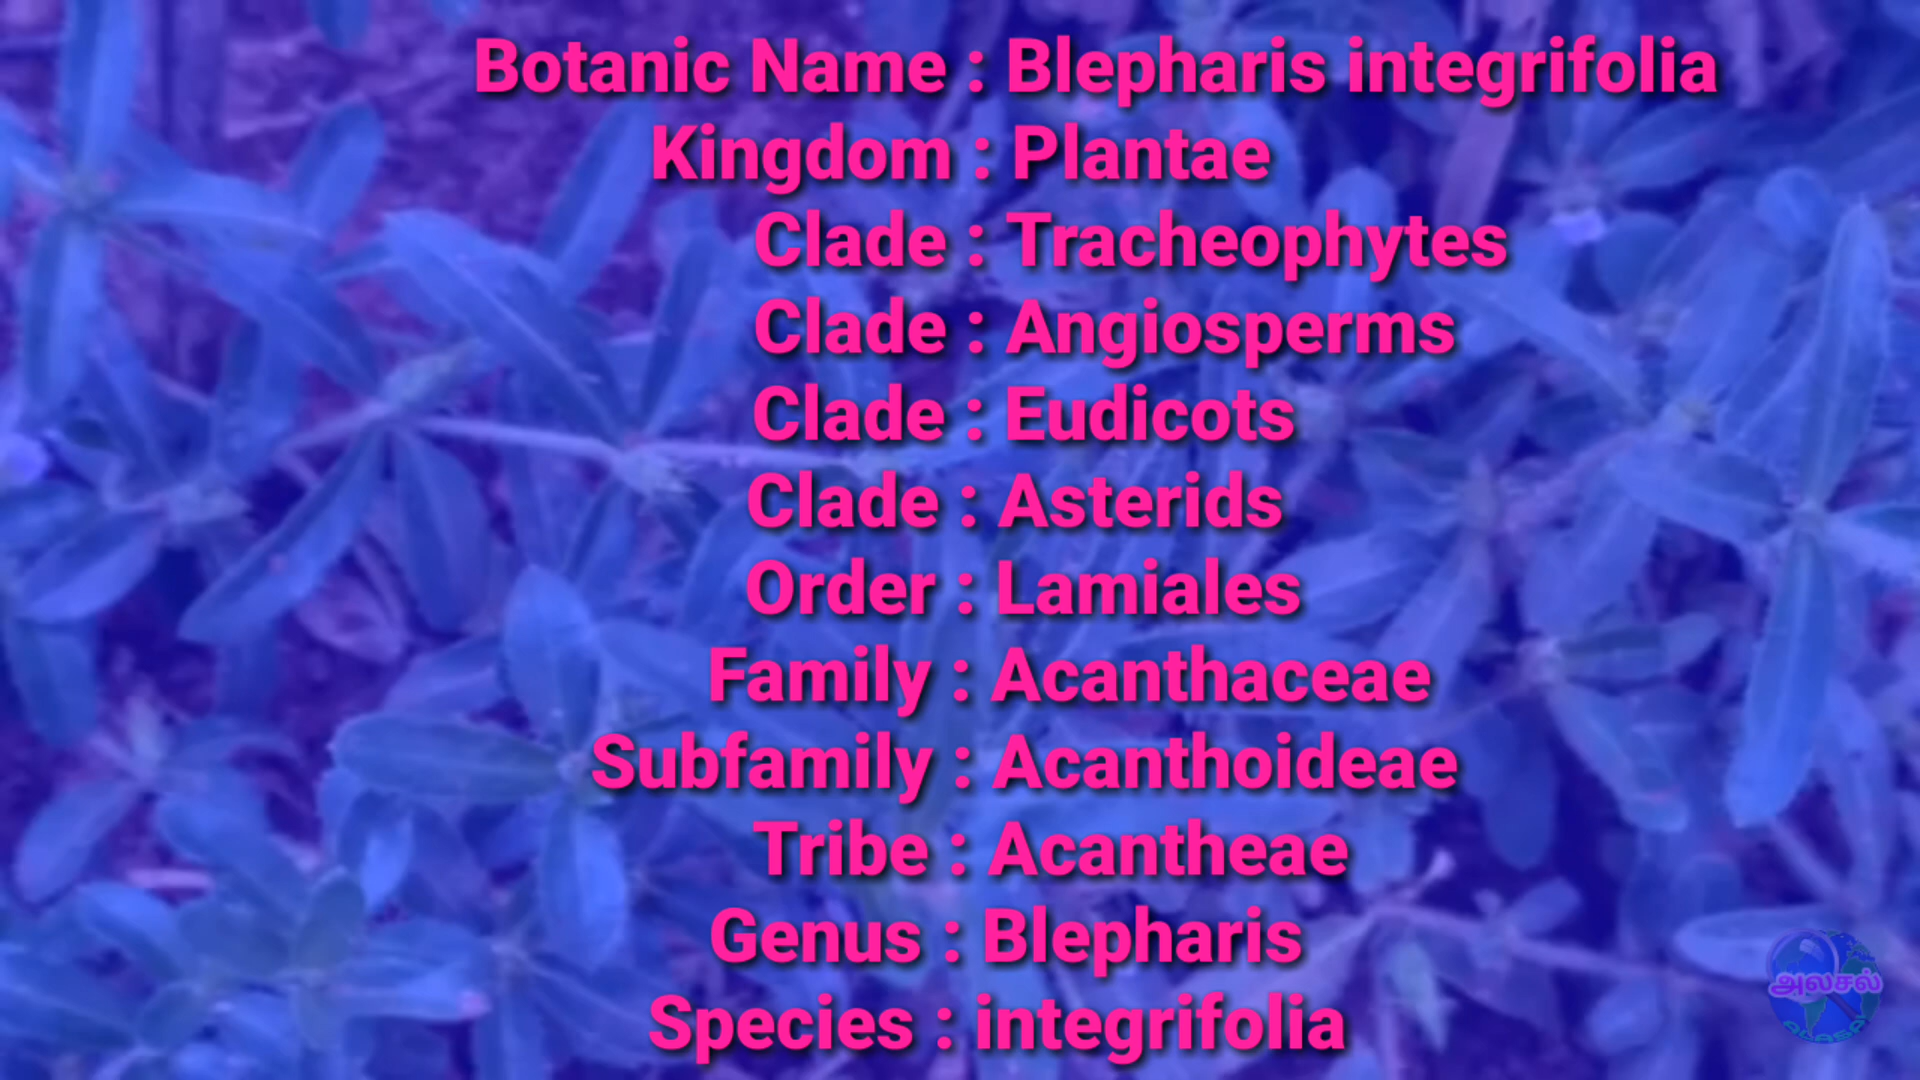 Botanic Name : Blepharis integrifolia
Kingdom : Plantae
Clade : Tracheophytes
Clade : Angiosperms
Clade : Eudicots
Clade : Asterids
Order : Lamiales
Family : Acanthaceae
Subfamily : Acanthoideae
Tribe : Acantheae
Genus : Blepharis
Species : integrifolia
அலசல்